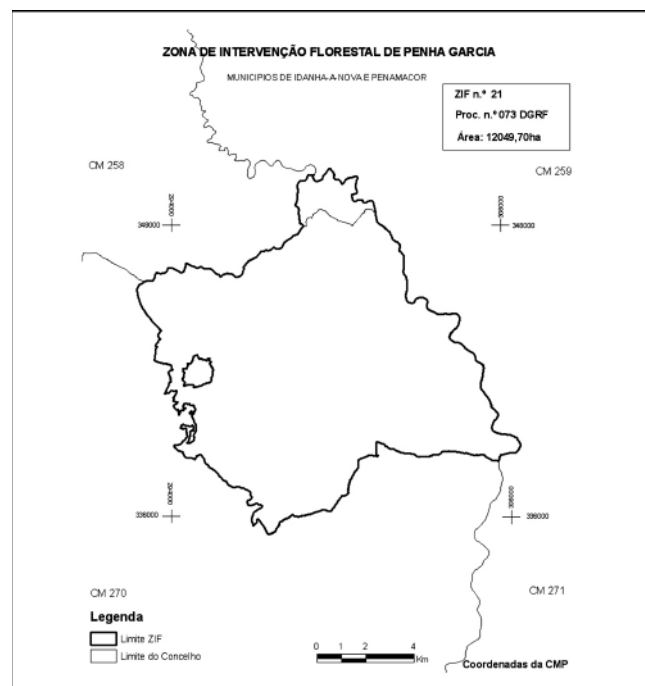 ZONA DE INTERVENÇÃO FLORESTAL DE PENHA GARCIA
MUNICIPIOS DE IDANHA-A-NOVA E PENAMACOR
ZIF n.º 21
Proc. n.º 073 DGRF
Área: 12049,70ha
CM 258
CM 259
294000
348000
348000
294000
336000
336000
CM 270
CM 271
Legenda
Limite ZIF
Limite do Concelho
0 1 2 4
Km
Coordenadas da CMP